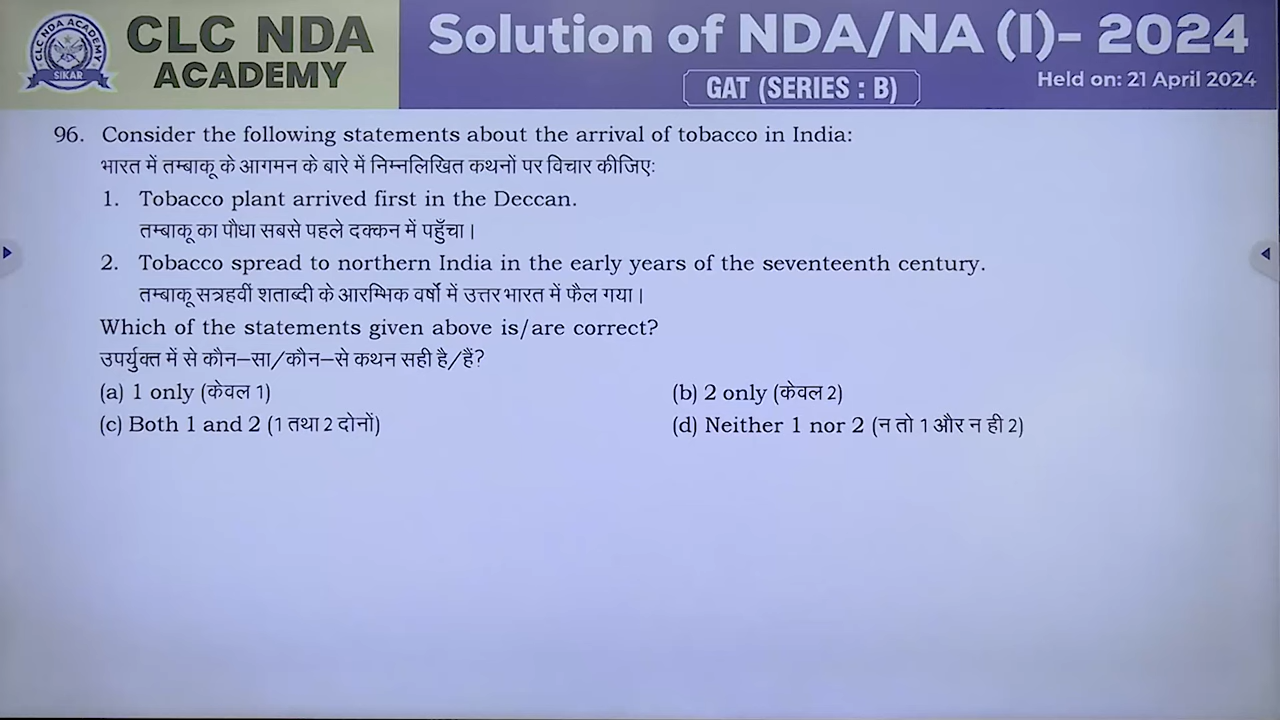 CLC NDA ACADEMY
SIKAR
CLC NDA
ACADEMY
Solution of NDA/NA (I)- 2024
GAT (SERIES : B)
Held on: 21 April 2024
96. Consider the following statements about the arrival of tobacco in India:
भारत में तम्बाकू के आगमन के बारे में निम्नलिखित कथनों पर विचार कीजिएः
1. Tobacco plant arrived first in the Deccan.
तम्बाकू का पौधा सबसे पहले दक्कन में पहुँचा।
2. Tobacco spread to northern India in the early years of the seventeenth century.
तम्बाकू सत्रहवीं शताब्दी के आरम्भिक वर्षों में उत्तर भारत में फैल गया।
Which of the statements given above is/are correct?
उपर्युक्त में से कौन–सा/कौन–से कथन सही है/हैं?
(a) 1 only (केवल 1)
(b) 2 only (केवल 2)
(c) Both 1 and 2 (1 तथा 2 दोनों)
(d) Neither 1 nor 2 (न तो 1 और न ही 2)